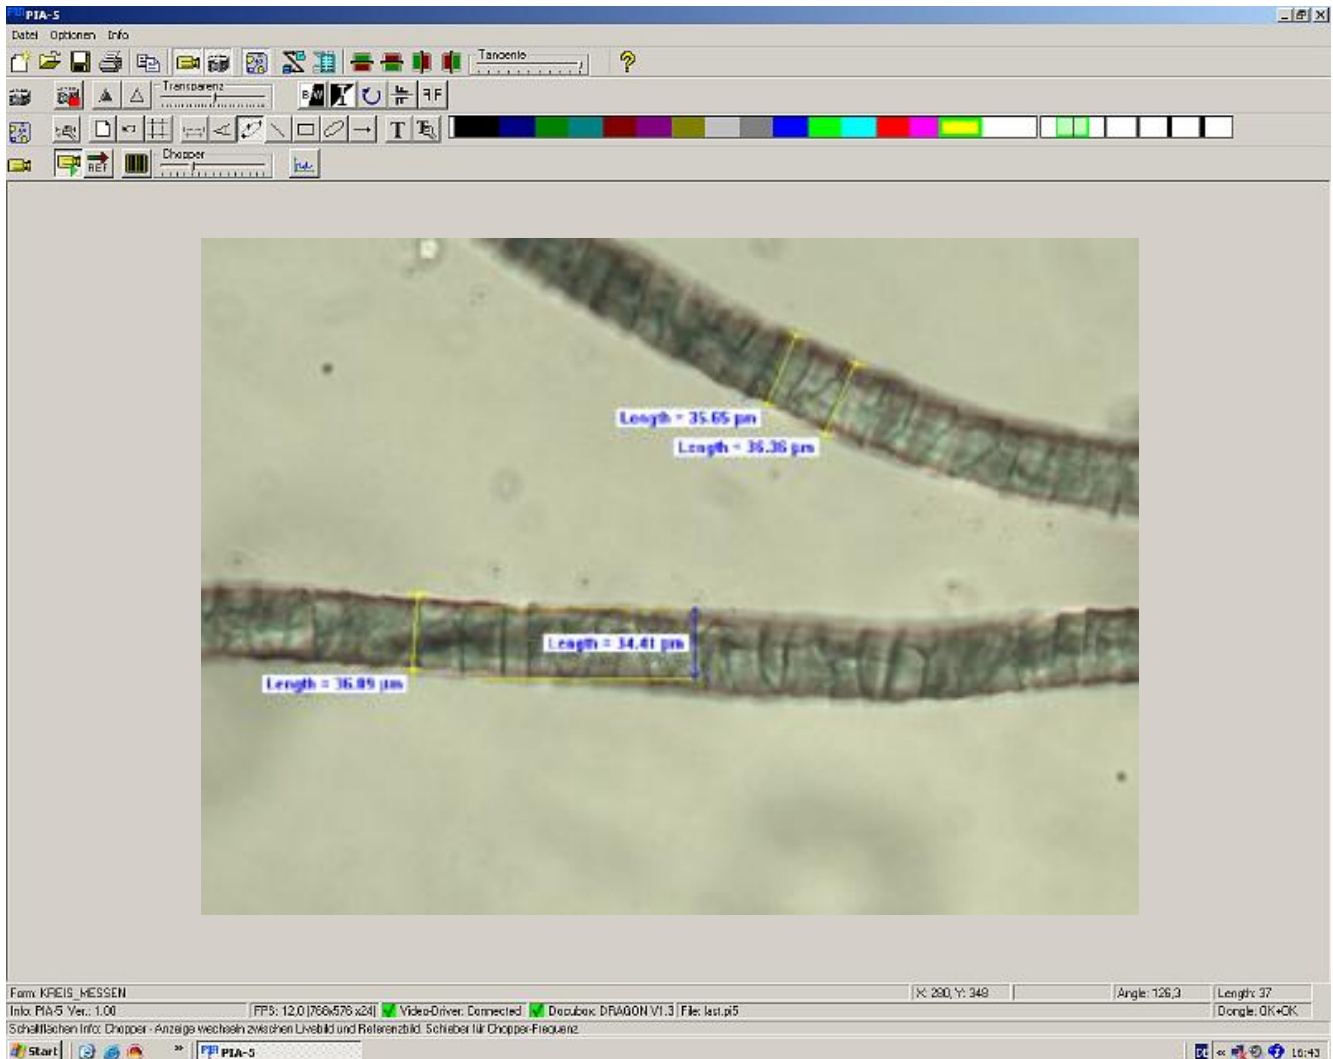 PIA-5
Datei Optionen Info
Tangente
Transparenz
B/W
T
REF
Chopper
Length = 35.65 µm
Length = 36.36 µm
Length = 34.41 µm
Length = 36.09 µm
Form: KREIS_MESSEN X: 280, Y: 348 Angle: 126,3 Length: 37
Info: PIA-5 Ver.: 1.00 FPS: 12,0 [768x576 x24] Video-Driver: Connected Docubox: DRAGON V1.3 File: last.pi5 Dongle: OK+OK
Schaltflächen Info: Chopper - Anzeige wechseln zwischen Livebild und Referenzbild. Schieber für Chopper-Frequenz
Start » PIA-5 DE « 16:43